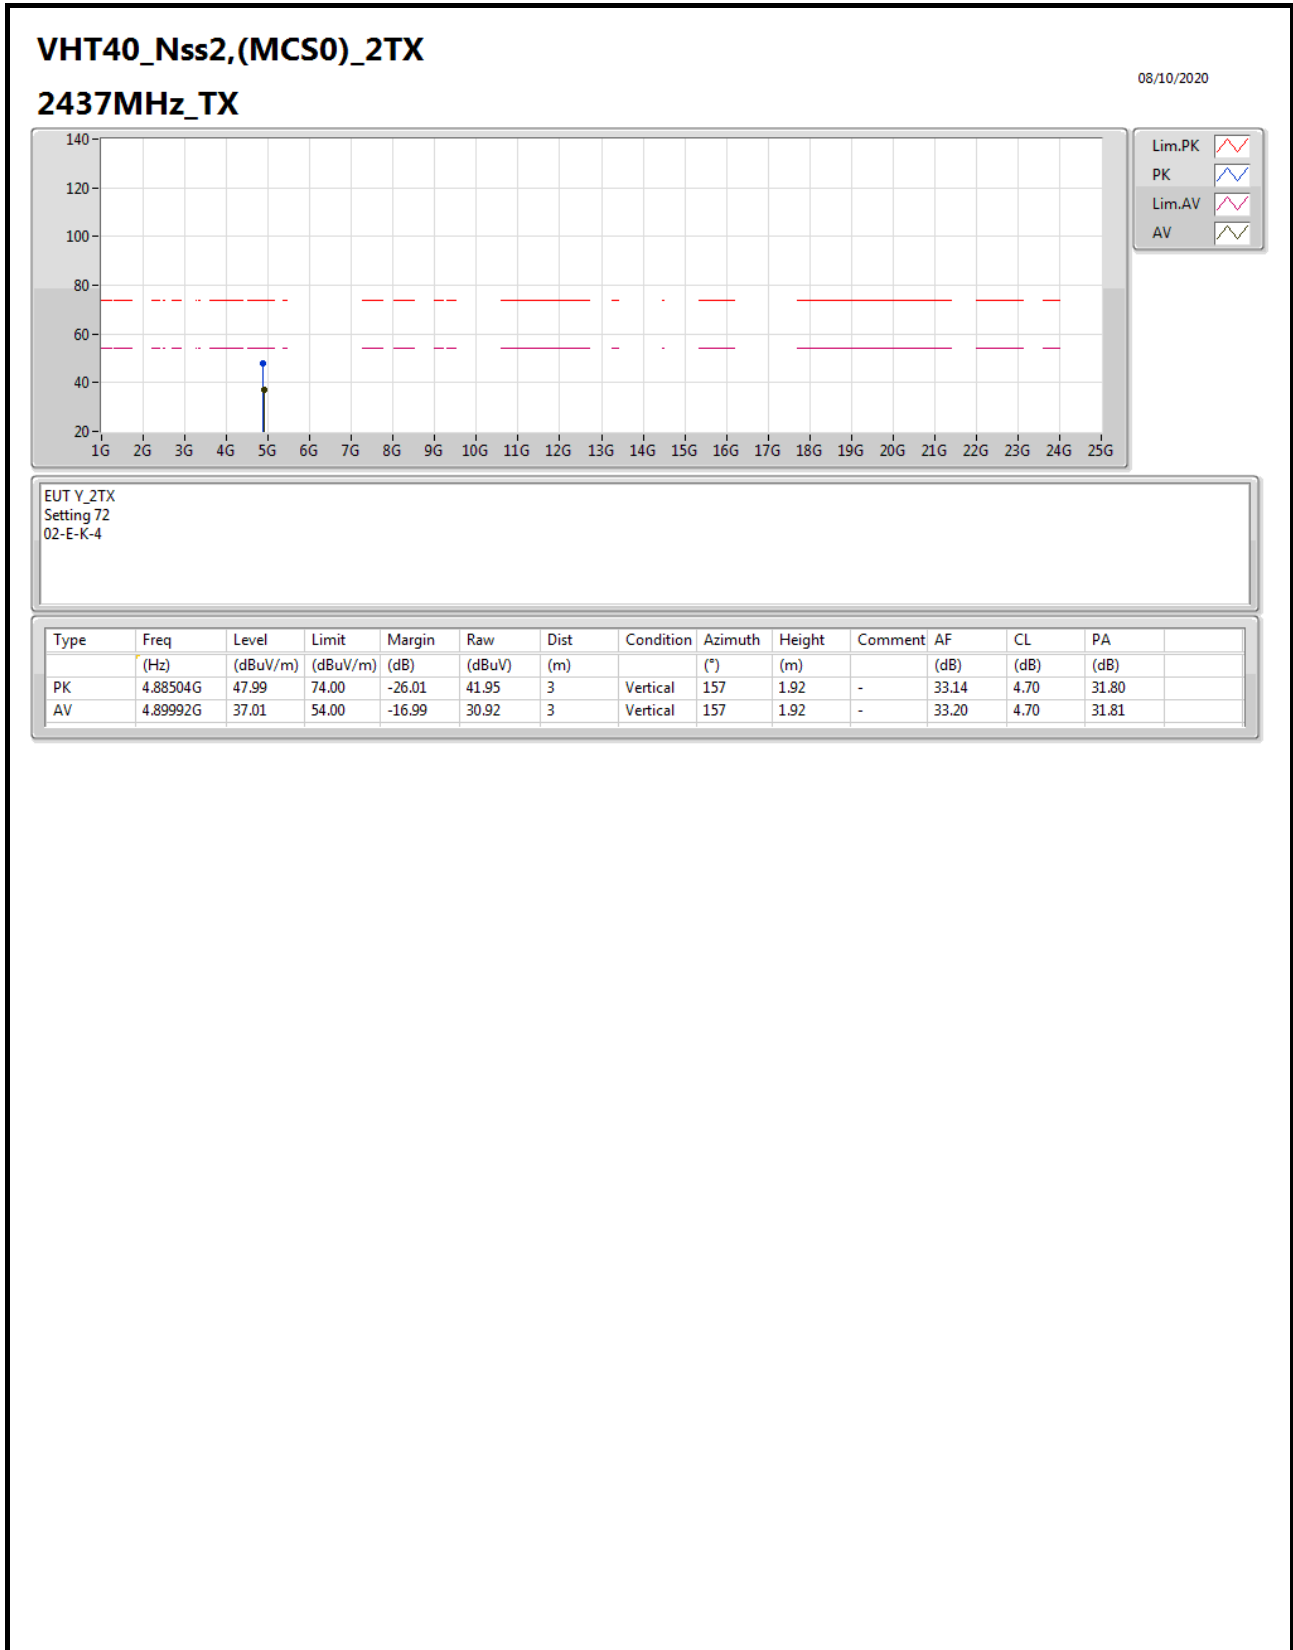 VHT40_Nss2,(MCS0)_2TX
08/10/2020
2437MHz_TX
140
120
100
80
60
40
20
1G 2G 3G 4G 5G 6G 7G 8G 9G 10G 11G 12G 13G 14G 15G 16G 17G 18G 19G 20G 21G 22G 23G 24G 25G
Lim.PK
PK
Lim.AV
AV
EUT Y_2TX
Setting 72
02-E-K-4
Type Freq Level Limit Margin Raw Dist Condition Azimuth Height Comment AF CL PA
(Hz) (dBuV/m) (dBuV/m) (dB) (dBuV) (m) (°) (m) (dB) (dB) (dB)
PK 4.88504G 47.99 74.00 -26.01 41.95 3 Vertical 157 1.92 - 33.14 4.70 31.80
AV 4.89992G 37.01 54.00 -16.99 30.92 3 Vertical 157 1.92 - 33.20 4.70 31.81